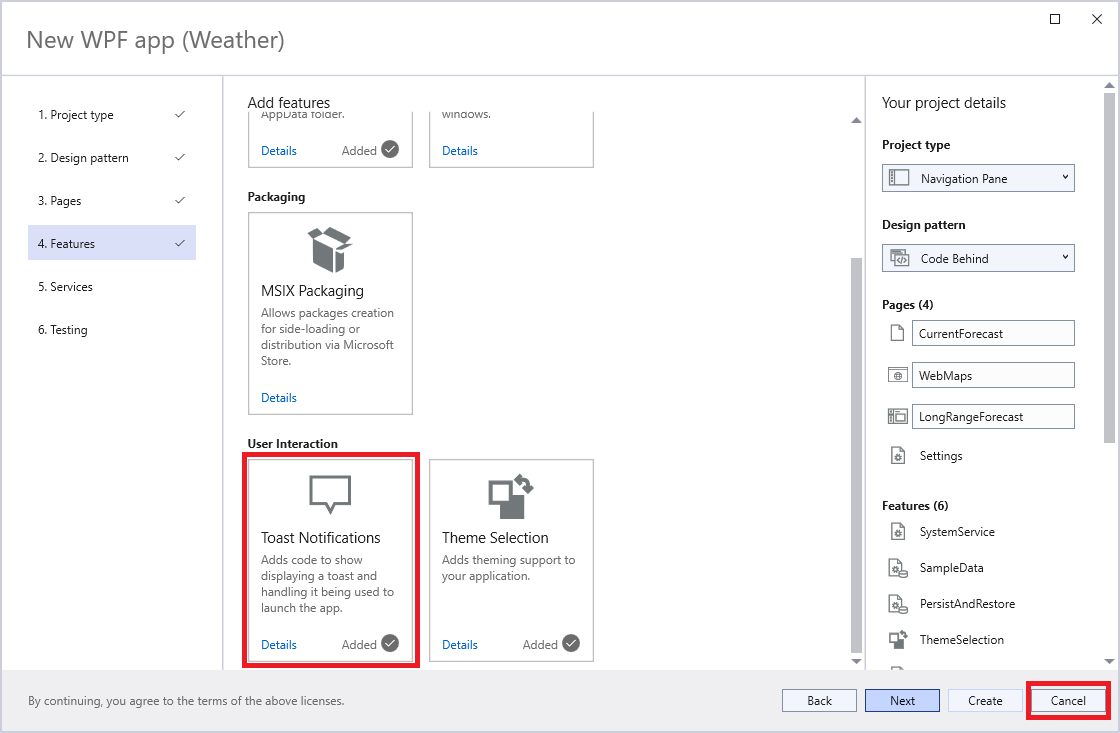 New WPF app (Weather)
1. Project type
2. Design pattern
3. Pages
4. Features
5. Services
6. Testing
Add features
AppData folder.
Details
Added
windows.
Details
Packaging
MSIX Packaging
Allows packages creation
for side-loading or
distribution via Microsoft
Store.
Details
User Interaction
Toast Notifications
Adds code to show
displaying a toast and
handling it being used to
launch the app.
Details
Added
Theme Selection
Adds theming support to
your application.
Details
Added
Your project details
Project type
Navigation Pane
Design pattern
Code Behind
Pages (4)
CurrentForecast
WebMaps
LongRangeForecast
Settings
Features (6)
SystemService
SampleData
PersistAndRestore
ThemeSelection
By continuing, you agree to the terms of the above licenses.
Back
Next
Create
Cancel